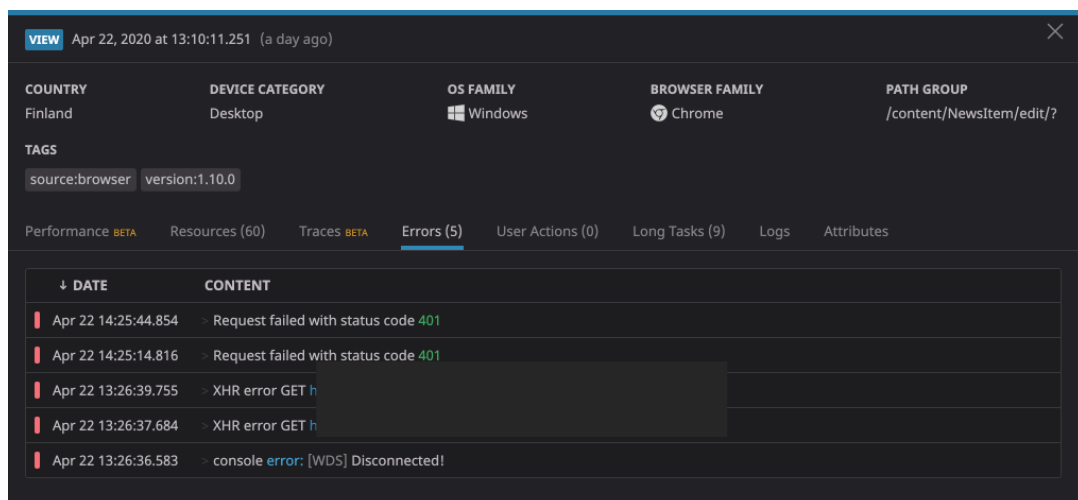 VIEW Apr 22, 2020 at 13:10:11.251 (a day ago)
COUNTRY DEVICE CATEGORY OS FAMILY BROWSER FAMILY PATH GROUP
Finland Desktop Windows Chrome /content/NewsItem/edit/?
TAGS
source:browser version:1.10.0
Performance BETA Resources (60) Traces BETA Errors (5) User Actions (0) Long Tasks (9) Logs Attributes
↓ DATE CONTENT
Apr 22 14:25:44.854 > Request failed with status code 401
Apr 22 14:25:14.816 > Request failed with status code 401
Apr 22 13:26:39.755 > XHR error GET h
Apr 22 13:26:37.684 > XHR error GET h
Apr 22 13:26:36.583 > console error: [WDS] Disconnected!